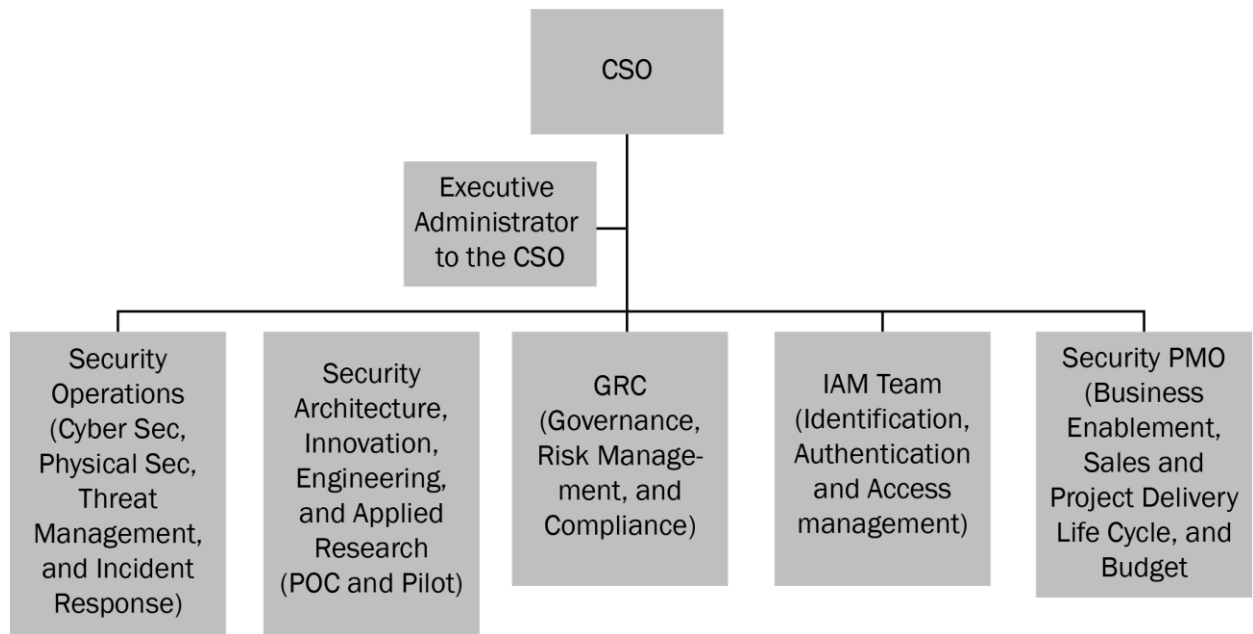 CSO
Executive
Administrator
to the CSO
Security
Operations
(Cyber Sec,
Physical Sec,
Threat
Management,
and Incident
Response)
Security
Architecture,
Innovation,
Engineering,
and Applied
Research
(POC and Pilot)
GRC
(Governance,
Risk Manage-
ment, and
Compliance)
IAM Team
(Identification,
Authentication
and Access
management)
Security PMO
(Business
Enablement,
Sales and
Project Delivery
Life Cycle, and
Budget